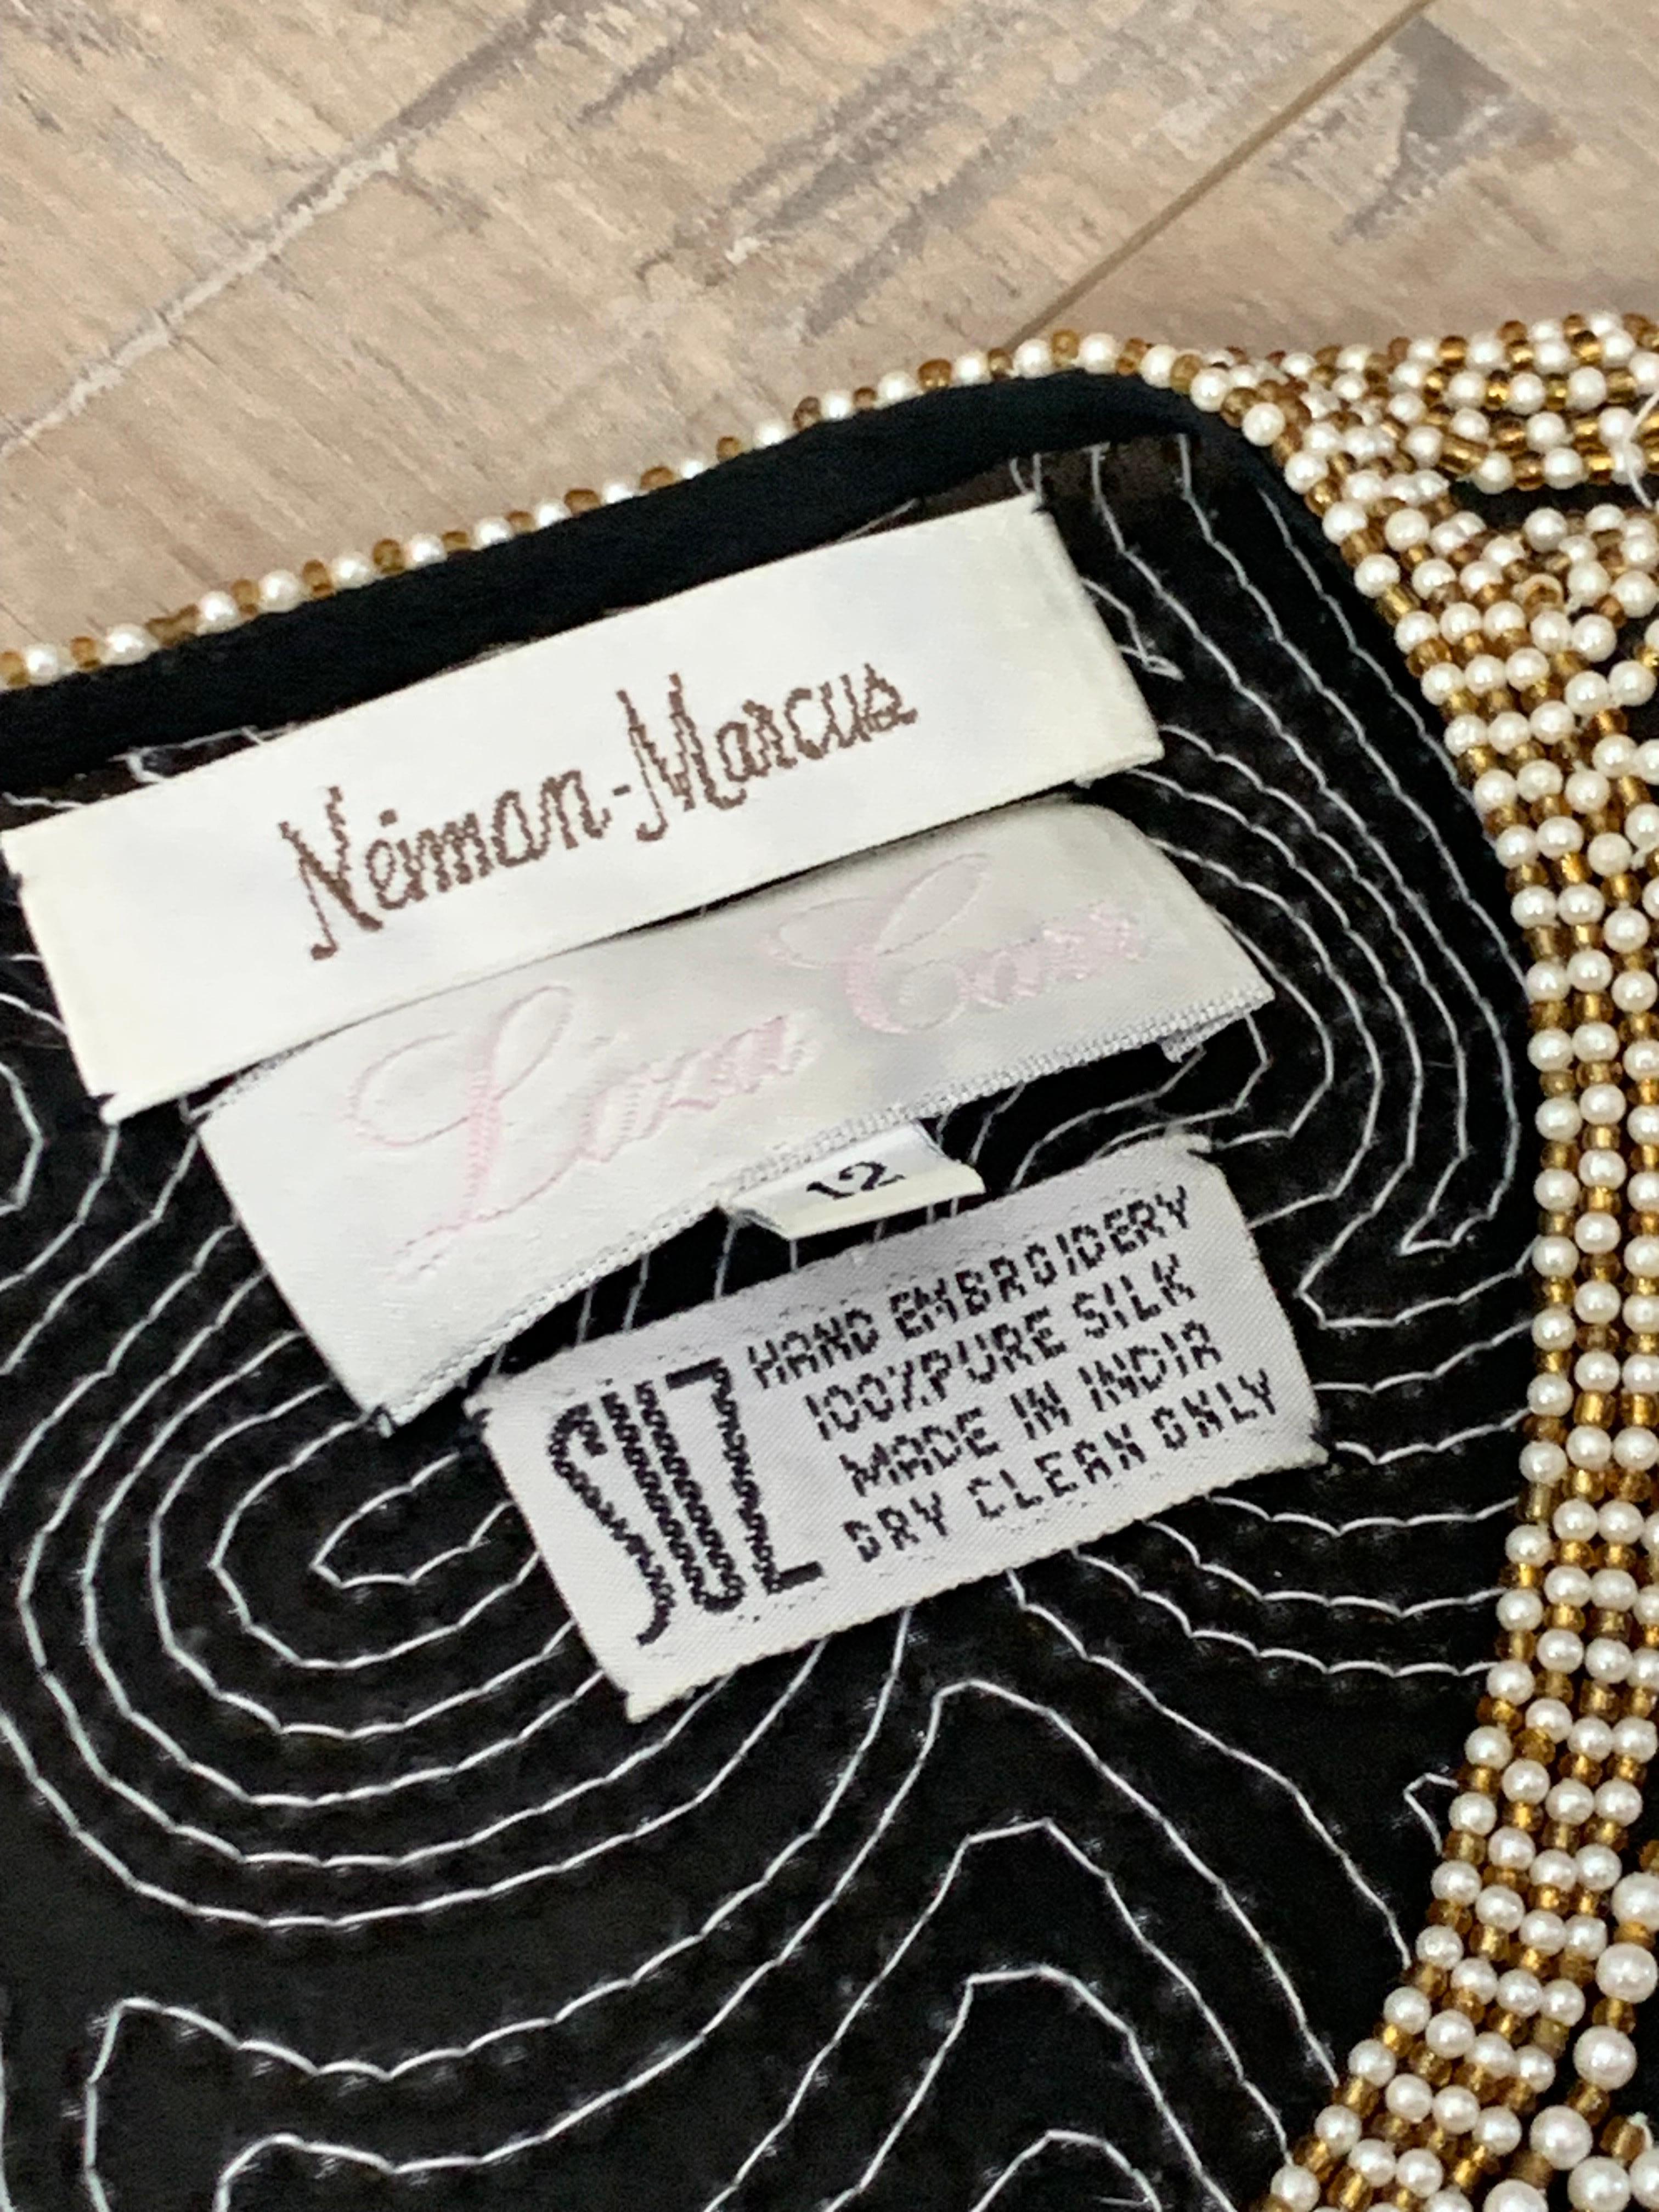 Neiman-Marcus
Liza Cass
12
SUZ
HAND EMBROIDERY
100% PURE SILK
MADE IN INDIA
DRY CLEAN ONLY